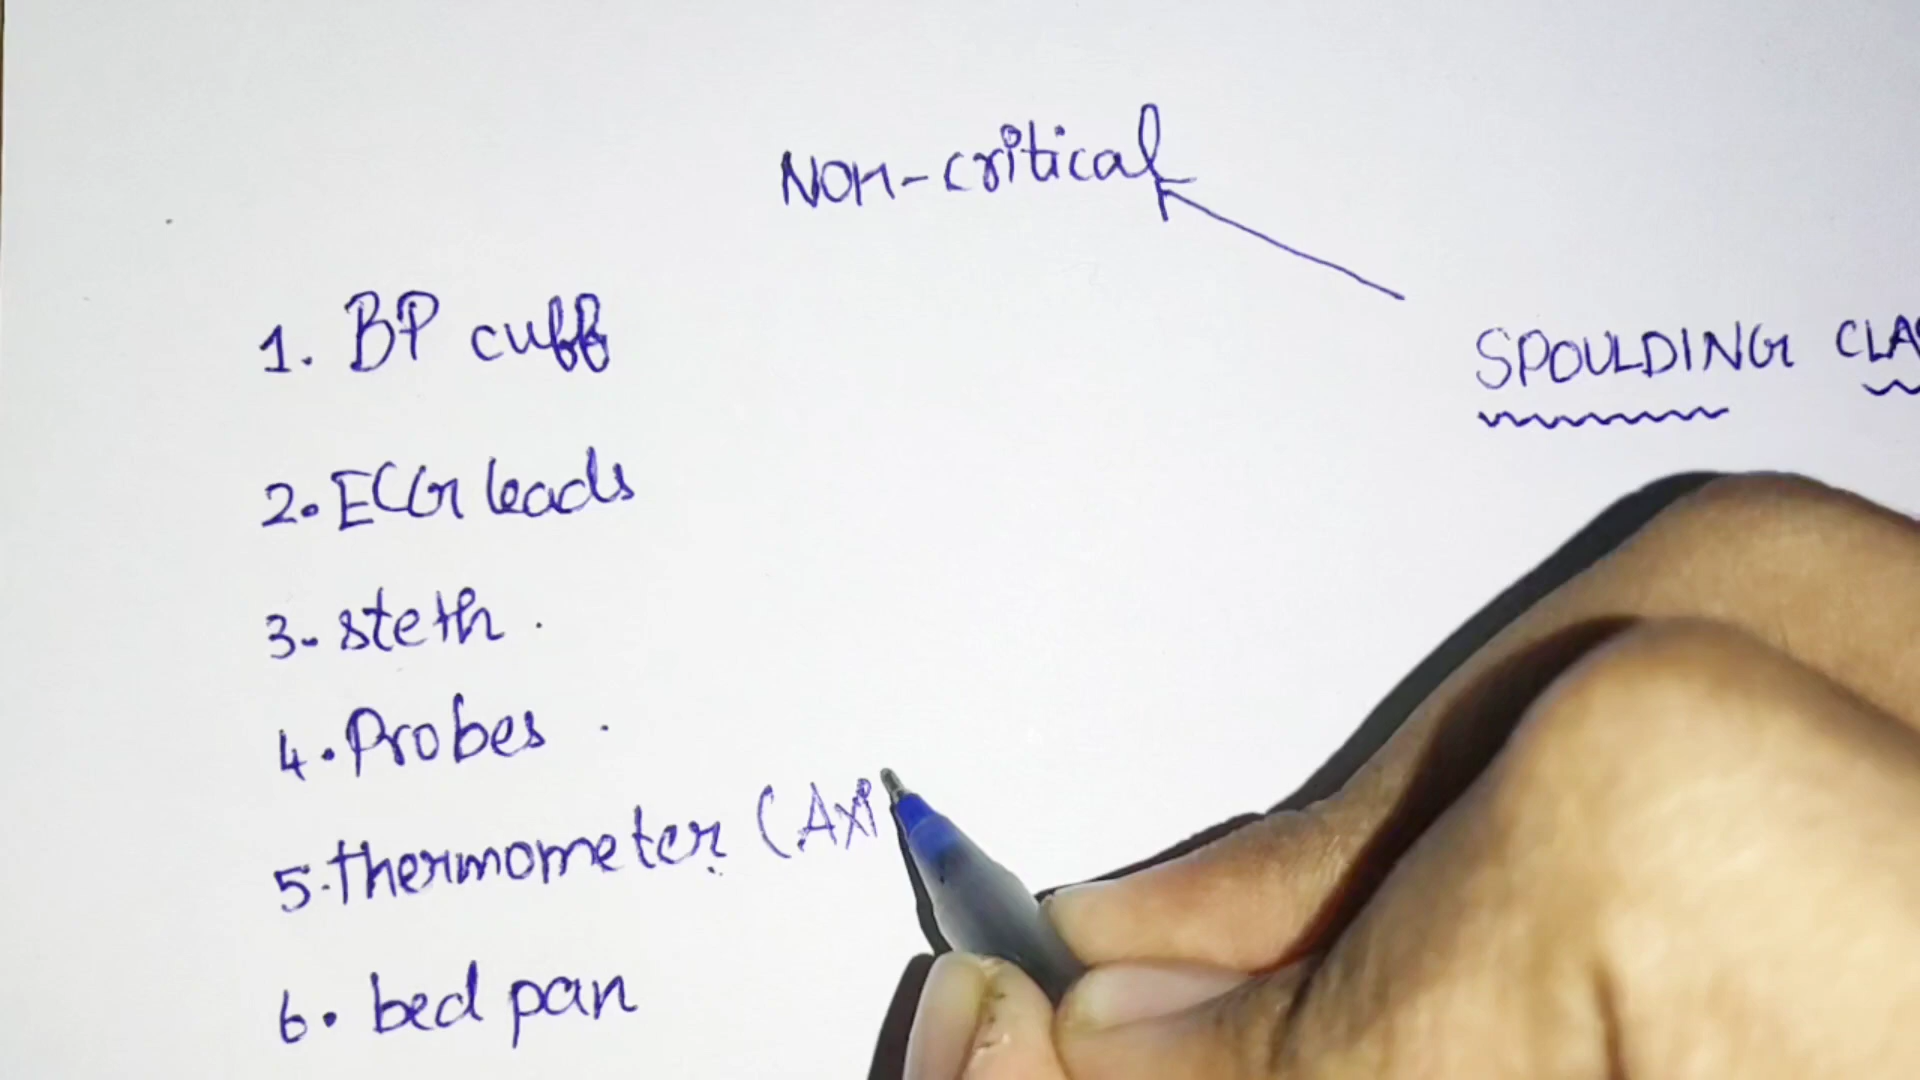 Non-critical
SPOULDING CLAS
1. BP cuff
2. ECG leads
3. steth.
4. Probes.
5. thermometer (Axi
6. bed pan